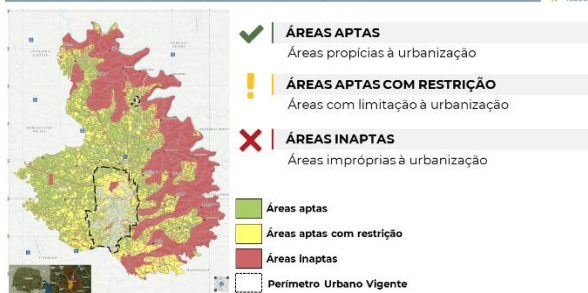 ÁREAS APTAS
Áreas propícias à urbanização
ÁREAS APTAS COM RESTRIÇÃO
Áreas com limitação à urbanização
ÁREAS INAPTAS
Áreas impróprias à urbanização
Áreas aptas
Áreas aptas com restrição
Áreas inaptas
Perímetro Urbano Vigente